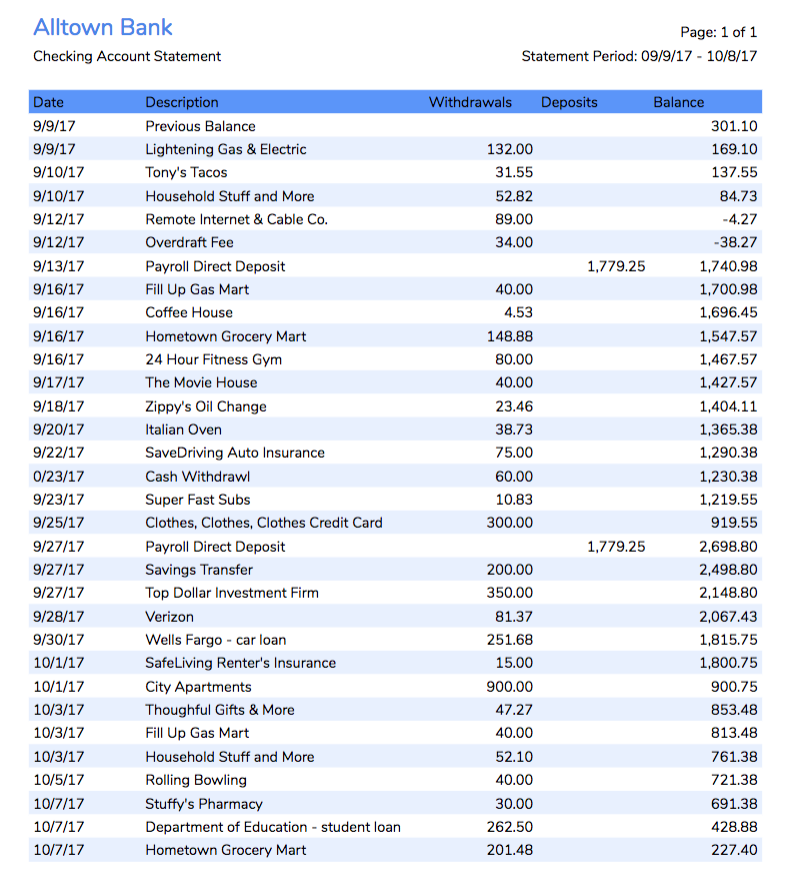 Alltown Bank
Page: 1 of 1
Checking Account Statement Statement Period: 09/9/17 - 10/8/17
Date Description Withdrawals Deposits Balance
9/9/17 Previous Balance 301.10
9/9/17 Lightening Gas & Electric 132.00 169.10
9/10/17 Tony's Tacos 31.55 137.55
9/10/17 Household Stuff and More 52.82 84.73
9/12/17 Remote Internet & Cable Co. 89.00 -4.27
9/12/17 Overdraft Fee 34.00 -38.27
9/13/17 Payroll Direct Deposit 1,779.25 1,740.98
9/16/17 Fill Up Gas Mart 40.00 1,700.98
9/16/17 Coffee House 4.53 1,696.45
9/16/17 Hometown Grocery Mart 148.88 1,547.57
9/16/17 24 Hour Fitness Gym 80.00 1,467.57
9/17/17 The Movie House 40.00 1,427.57
9/18/17 Zippy's Oil Change 23.46 1,404.11
9/20/17 Italian Oven 38.73 1,365.38
9/22/17 SaveDriving Auto Insurance 75.00 1,290.38
0/23/17 Cash Withdrawl 60.00 1,230.38
9/23/17 Super Fast Subs 10.83 1,219.55
9/25/17 Clothes, Clothes, Clothes Credit Card 300.00 919.55
9/27/17 Payroll Direct Deposit 1,779.25 2,698.80
9/27/17 Savings Transfer 200.00 2,498.80
9/27/17 Top Dollar Investment Firm 350.00 2,148.80
9/28/17 Verizon 81.37 2,067.43
9/30/17 Wells Fargo - car loan 251.68 1,815.75
10/1/17 SafeLiving Renter's Insurance 15.00 1,800.75
10/1/17 City Apartments 900.00 900.75
10/3/17 Thoughful Gifts & More 47.27 853.48
10/3/17 Fill Up Gas Mart 40.00 813.48
10/3/17 Household Stuff and More 52.10 761.38
10/5/17 Rolling Bowling 40.00 721.38
10/7/17 Stuffy's Pharmacy 30.00 691.38
10/7/17 Department of Education - student loan 262.50 428.88
10/7/17 Hometown Grocery Mart 201.48 227.40